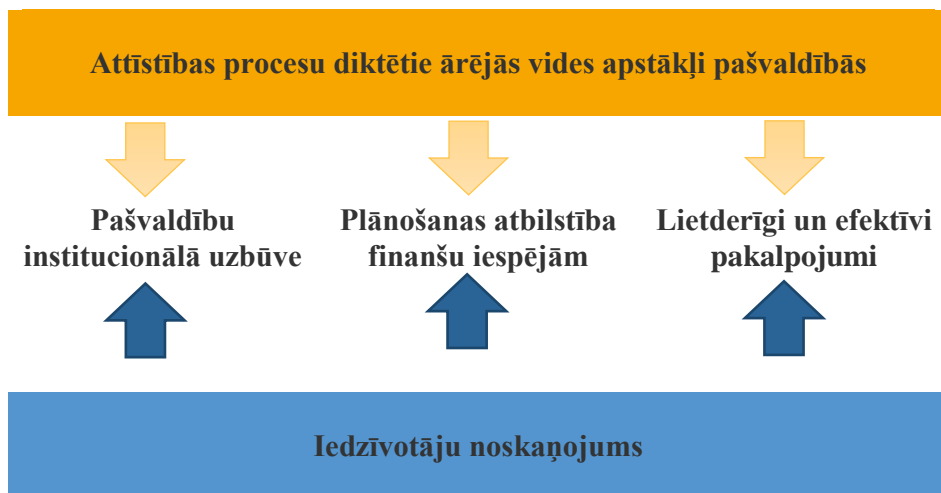 Attīstības procesu diktētie ārējās vides apstākļi pašvaldībās
Pašvaldību
institucionālā uzbūve
Plānošanas atbilstība
finanšu iespējām
Lietderīgi un efektīvi
pakalpojumi
Iedzīvotāju noskaņojums